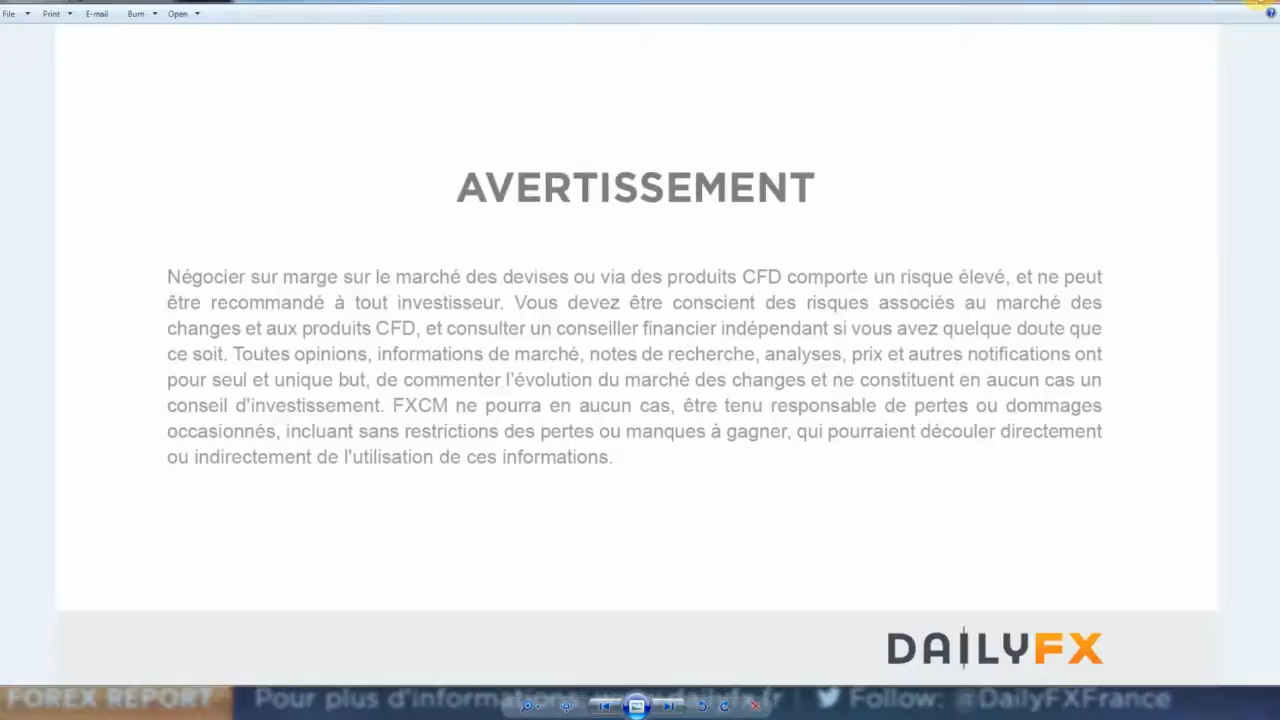 File Print E-mail Burn Open
AVERTISSEMENT
Négocier sur marge sur le marché des devises ou via des produits CFD comporte un risque élevé, et ne peut
être recommandé à tout investisseur. Vous devez être conscient des risques associés au marché des
changes et aux produits CFD, et consulter un conseiller financier indépendant si vous avez quelque doute que
ce soit. Toutes opinions, informations de marché, notes de recherche, analyses, prix et autres notifications ont
pour seul et unique but, de commenter l'évolution du marché des changes et ne constituent en aucun cas un
conseil d'investissement. FXCM ne pourra en aucun cas, être tenu responsable de pertes ou dommages
occasionnés, incluant sans restrictions des pertes ou manques à gagner, qui pourraient découler directement
ou indirectement de l'utilisation de ces informations.
DAILYFX
FOREX REPORT Pour plus d'informations Follow: @DailyFXFrance